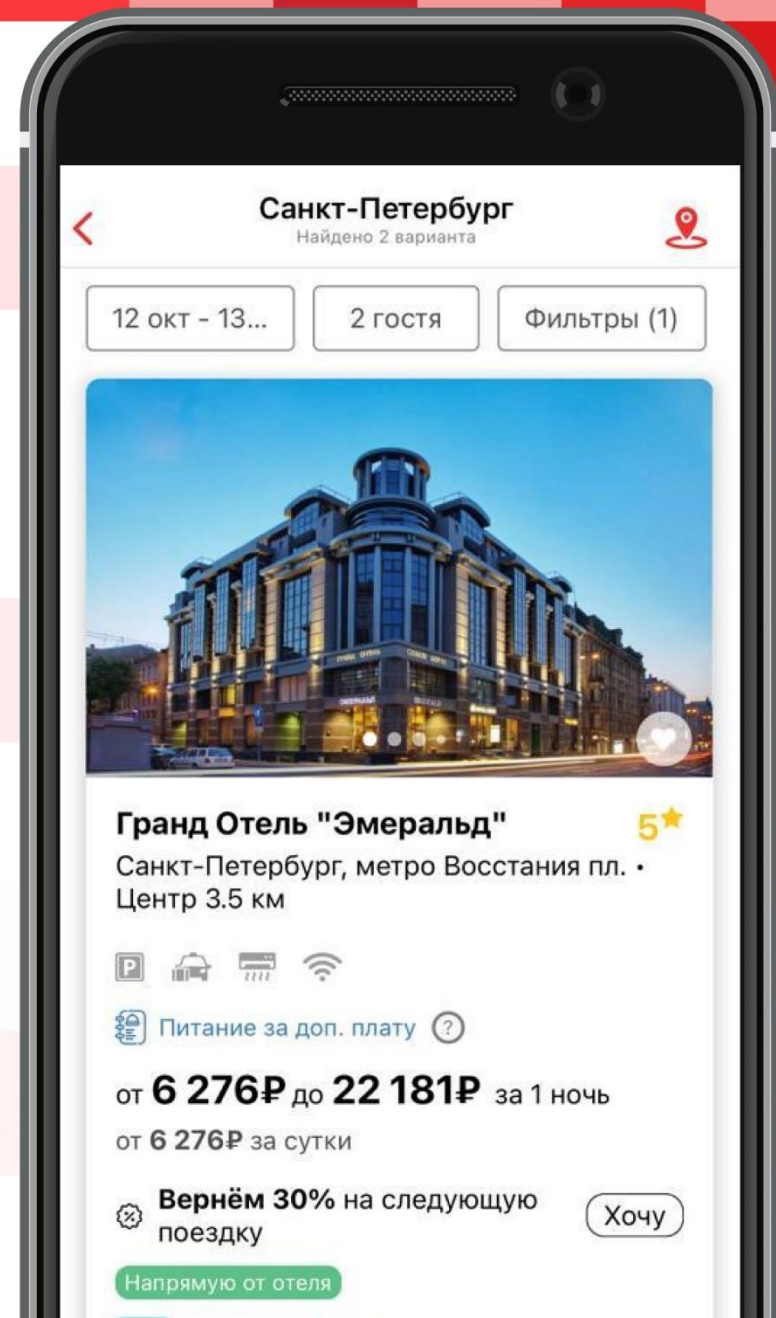 Санкт-Петербург
Найдено 2 варианта
12 окт - 13...
2 гостя
Фильтры (1)
Гранд Отель "Эмеральд"
5
Санкт-Петербург, метро Восстания пл. •
Центр 3.5 км
P
Питание за доп. плату ?
от 6 276₽ до 22 181₽ за 1 ночь
от 6 276₽ за сутки
Вернём 30% на следующую
поездку
Хочу
Напрямую от отеля